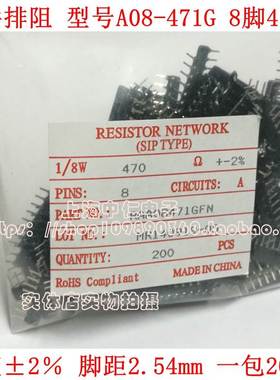 排阻 型号A08-471G 8脚4
RESISTOR NETWORK
(SIP TYPE)
1/8W 470 Ω +-2%
PINS: 8 CIRCUITS: A
471GFN
LOT NO.:
QUANTITY: 200 PCS
RoHS Compliant MADE IN CHINA
实体店实物拍摄
±2% 脚距2.54mm 一包2